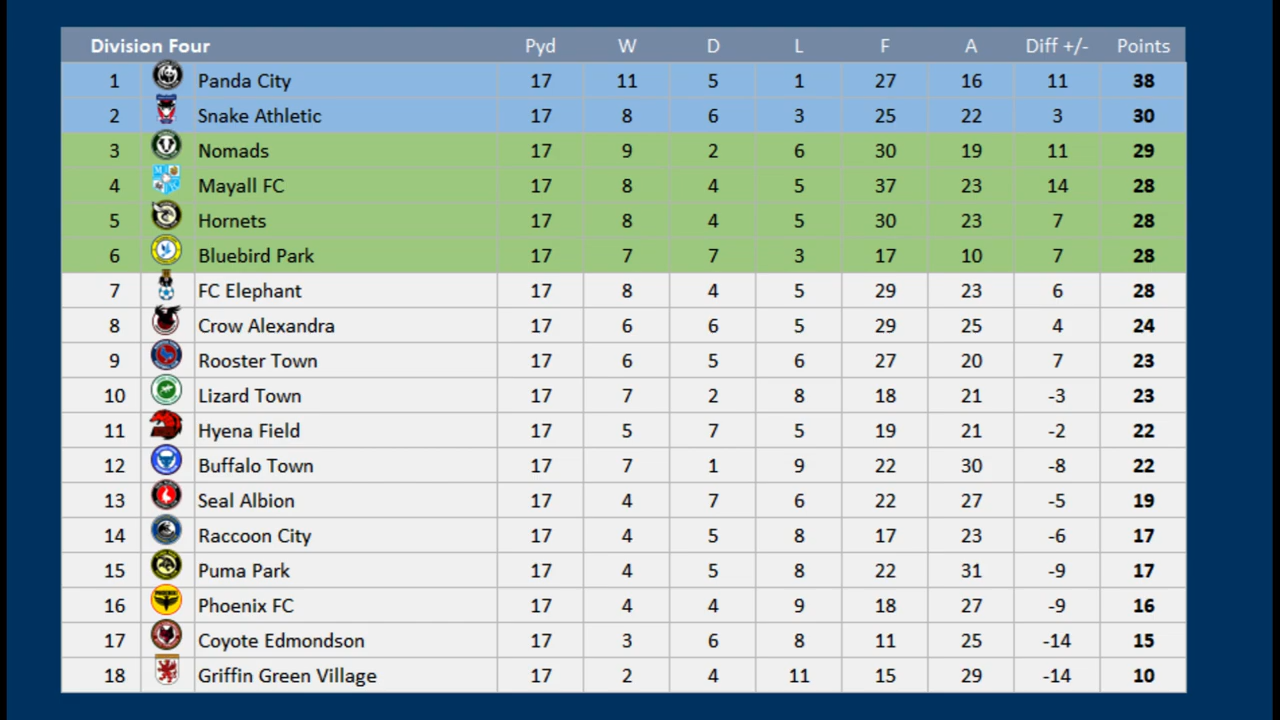 Division Four Pyd W D L F A Diff +/- Points
1 Panda City 17 11 5 1 27 16 11 38
2 Snake Athletic 17 8 6 3 25 22 3 30
3 Nomads 17 9 2 6 30 19 11 29
4 Mayall FC 17 8 4 5 37 23 14 28
5 Hornets 17 8 4 5 30 23 7 28
6 Bluebird Park 17 7 7 3 17 10 7 28
7 FC Elephant 17 8 4 5 29 23 6 28
8 Crow Alexandra 17 6 6 5 29 25 4 24
9 Rooster Town 17 6 5 6 27 20 7 23
10 Lizard Town 17 7 2 8 18 21 -3 23
11 Hyena Field 17 5 7 5 19 21 -2 22
12 Buffalo Town 17 7 1 9 22 30 -8 22
13 Seal Albion 17 4 7 6 22 27 -5 19
14 Raccoon City 17 4 5 8 17 23 -6 17
15 Puma Park 17 4 5 8 22 31 -9 17
16 Phoenix FC 17 4 4 9 18 27 -9 16
17 Coyote Edmondson 17 3 6 8 11 25 -14 15
18 Griffin Green Village 17 2 4 11 15 29 -14 10